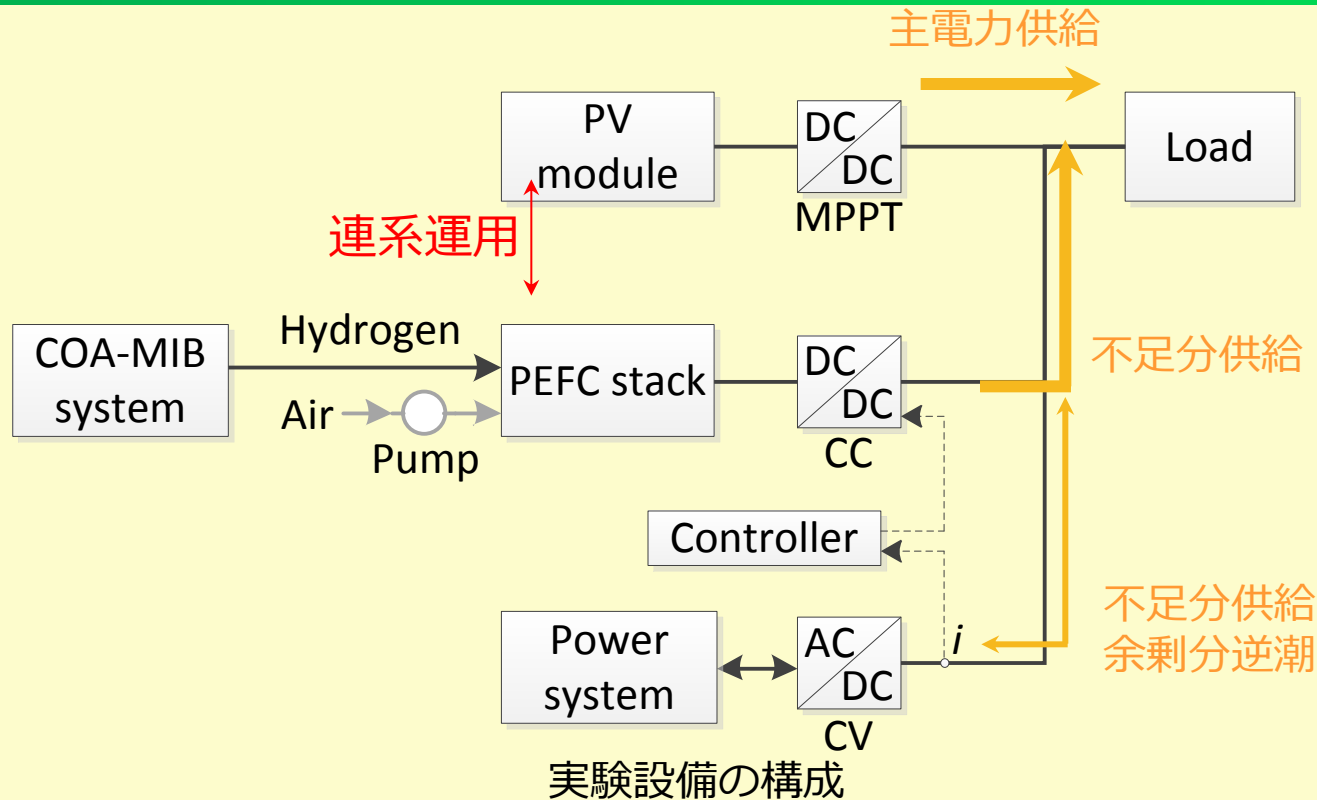 主電力供給
PV
module
DC
DC
MPPT
Load
連系運用
COA-MIB
system
Hydrogen
Air
Pump
PEFC stack
DC
DC
CC
不足分供給
Controller
Power
system
AC
DC
CV
i
不足分供給
余剰分逆潮
実験設備の構成